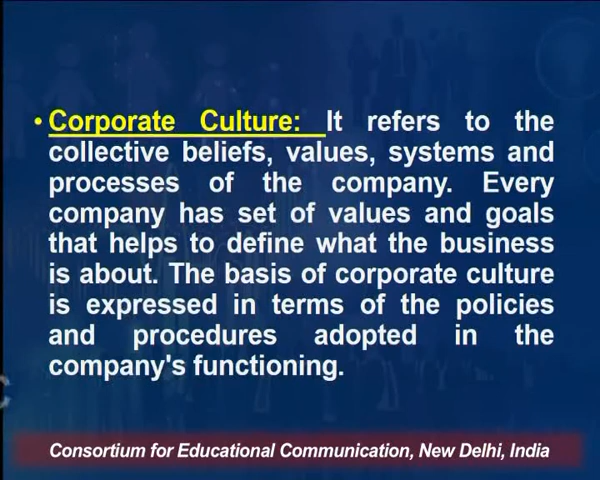 • Corporate Culture: It refers to the
collective beliefs, values, systems and
processes of the company. Every
company has set of values and goals
that helps to define what the business
is about. The basis of corporate culture
is expressed in terms of the policies
and procedures adopted in the
company's functioning.
Consortium for Educational Communication, New Delhi, India